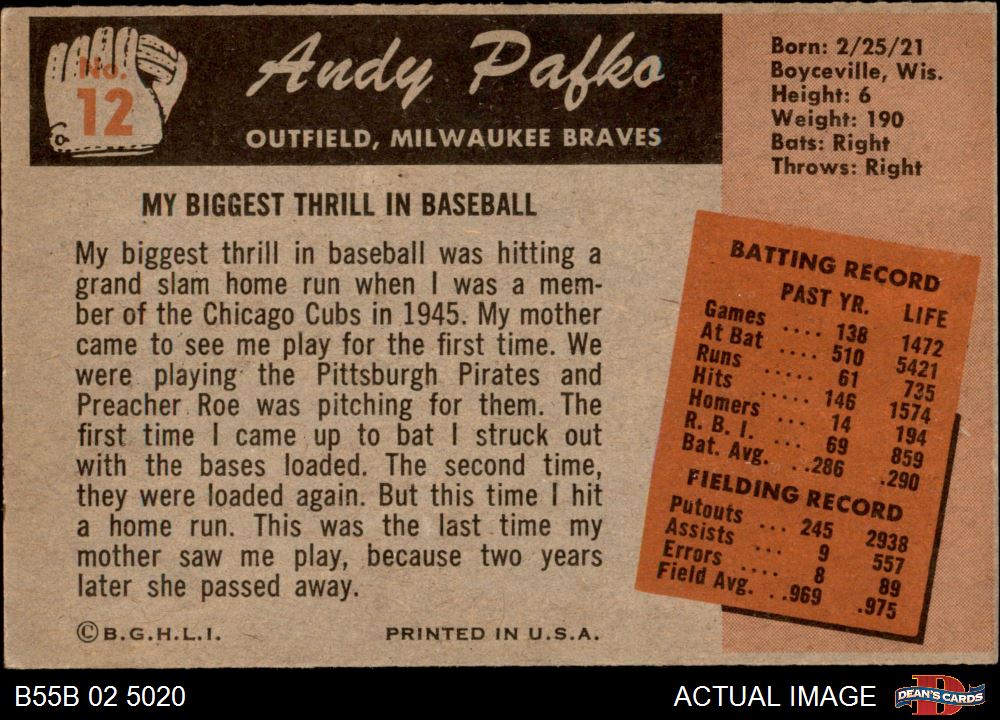 No.
12
Andy Pafko
OUTFIELD, MILWAUKEE BRAVES
Born: 2/25/21
Boyceville, Wis.
Height: 6
Weight: 190
Bats: Right
Throws: Right
MY BIGGEST THRILL IN BASEBALL
My biggest thrill in baseball was hitting a
grand slam home run when I was a mem-
ber of the Chicago Cubs in 1945. My mother
came to see me play for the first time. We
were playing the Pittsburgh Pirates and
Preacher Roe was pitching for them. The
first time I came up to bat I struck out
with the bases loaded. The second time,
they were loaded again. But this time I hit
a home run. This was the last time my
mother saw me play, because two years
later she passed away.
© B.G.H.L.I.
PRINTED IN U.S.A.
BATTING RECORD
PAST YR. LIFE
Games .... 138 1472
At Bat .... 510 5421
Runs ..... 61 735
Hits ..... 146 1574
Homers .... 14 194
R. B. I. ... 69 859
Bat. Avg. ..286 .290
FIELDING RECORD
Putouts ... 245 2938
Assists ... 9 557
Errors .... 8 89
Field Avg. ..969 .975
B55B 02 5020
ACTUAL IMAGE
DEAN'S CARDS